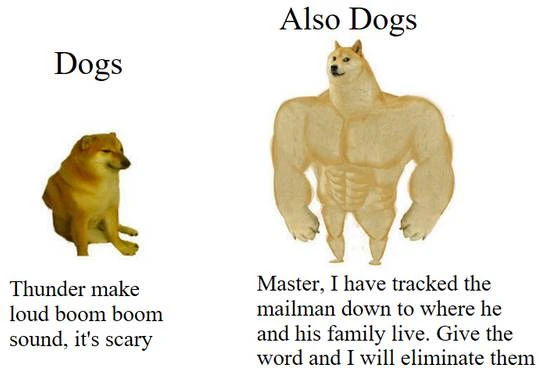 Dogs
Also Dogs
Thunder make
loud boom boom
sound, it's scary
Master, I have tracked the
mailman down to where he
and his family live. Give the
word and I will eliminate them